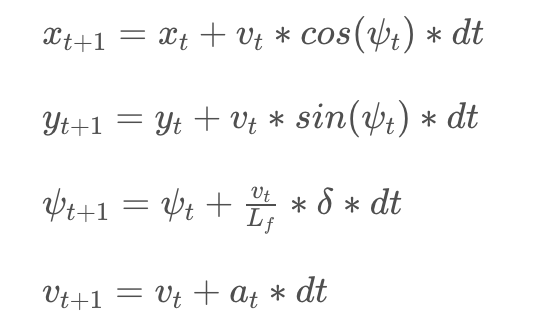 x_{t+1} = x_t + v_t * cos(ψ_t) * dt
y_{t+1} = y_t + v_t * sin(ψ_t) * dt
ψ_{t+1} = ψ_t + \frac{v_t}{L_f} * δ * dt
v_{t+1} = v_t + a_t * dt